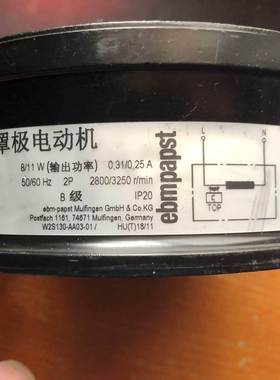 罩极电动机
8/11 W (输出功率) 0,31/0,25 A
50/60 Hz 2P 2800/3250 r/min
B 级 IP20
ebm-papst Mulfingen GmbH & Co.KG
Postfach 1161, 74671 Mulfingen, Germany
W2S130-AA03-01 / HU(T)18/11
ebmpapst
L N
TOP